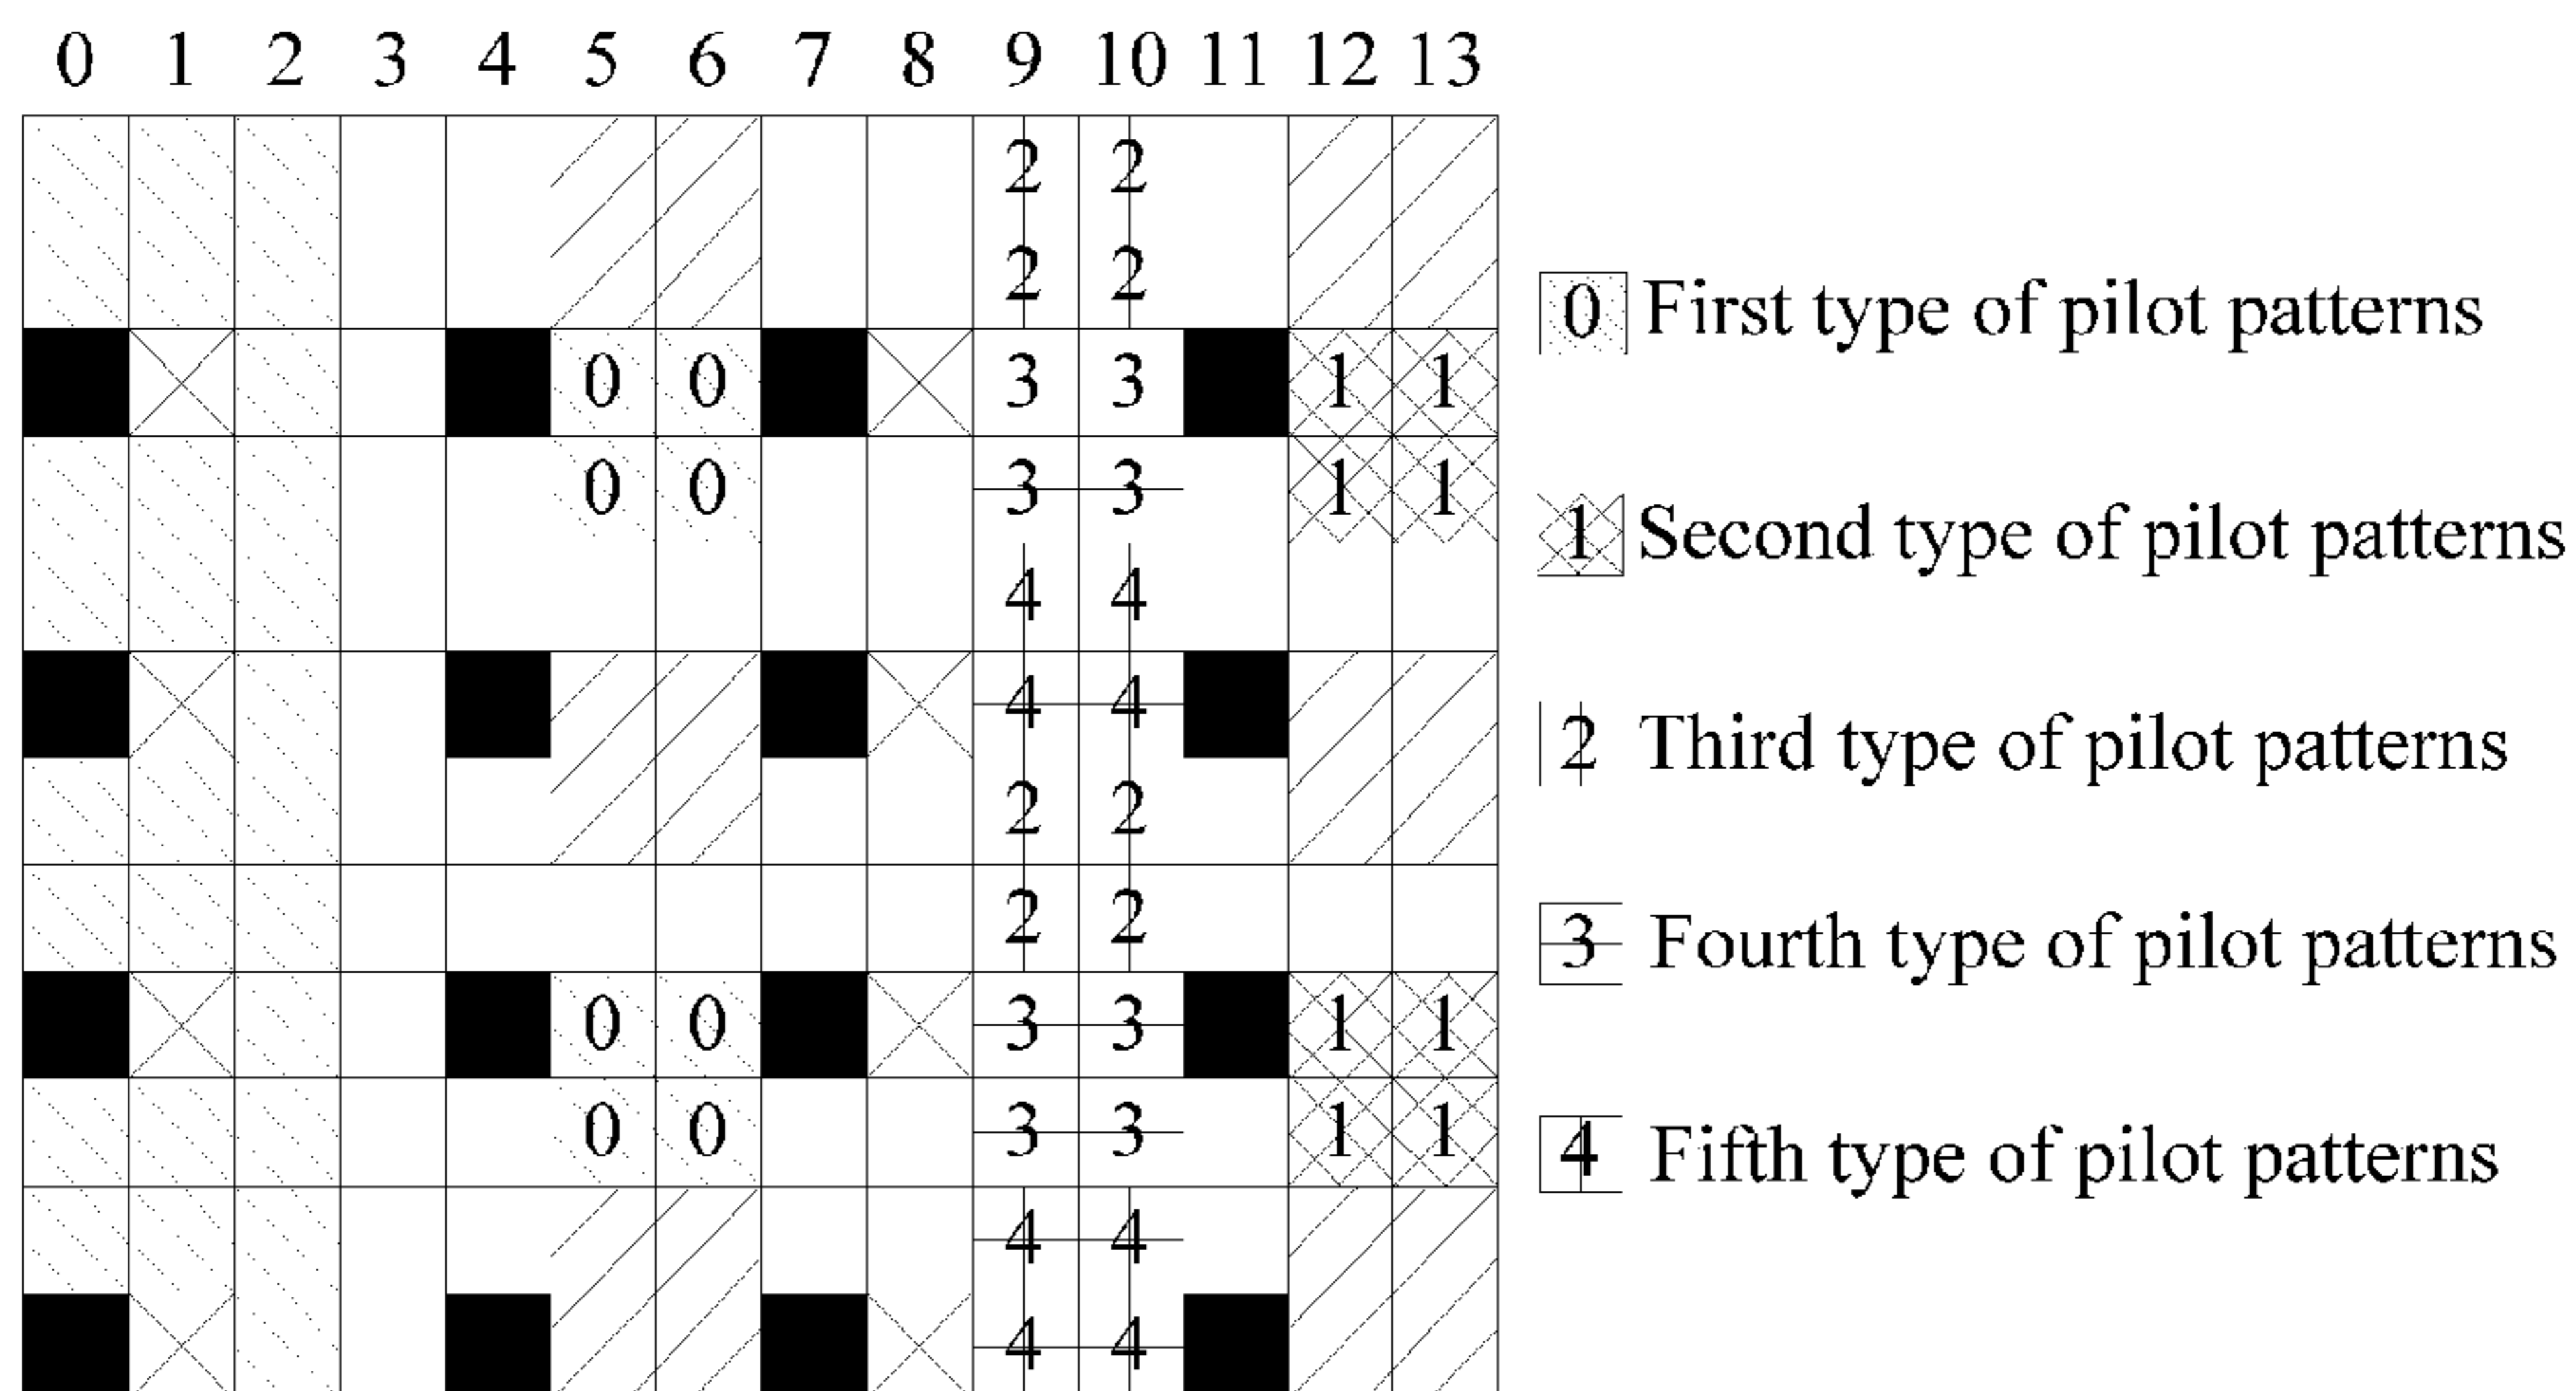 0 1 2 3 4 5 6 7 8 9 10 11 12 13
2 2
2 2
0 First type of pilot patterns
0 0 3 3 1 1
0 0 3 3 1 1
1 Second type of pilot patterns
4 4
4 4
2 Third type of pilot patterns
2 2
2 2
3 Fourth type of pilot patterns
0 0 3 3 1 1
0 0 3 3 1 1
4 Fifth type of pilot patterns
4 4
4 4